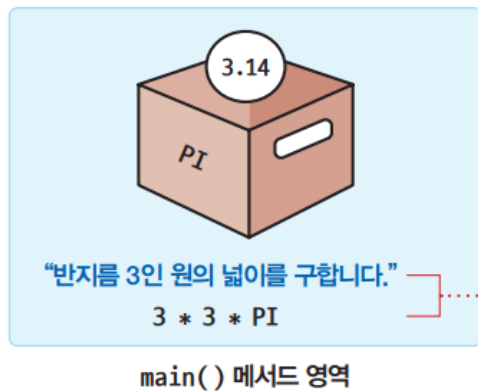 3.14
PI
“반지름 3인 원의 넓이를 구합니다.”
3 * 3 * PI
main() 메서드 영역